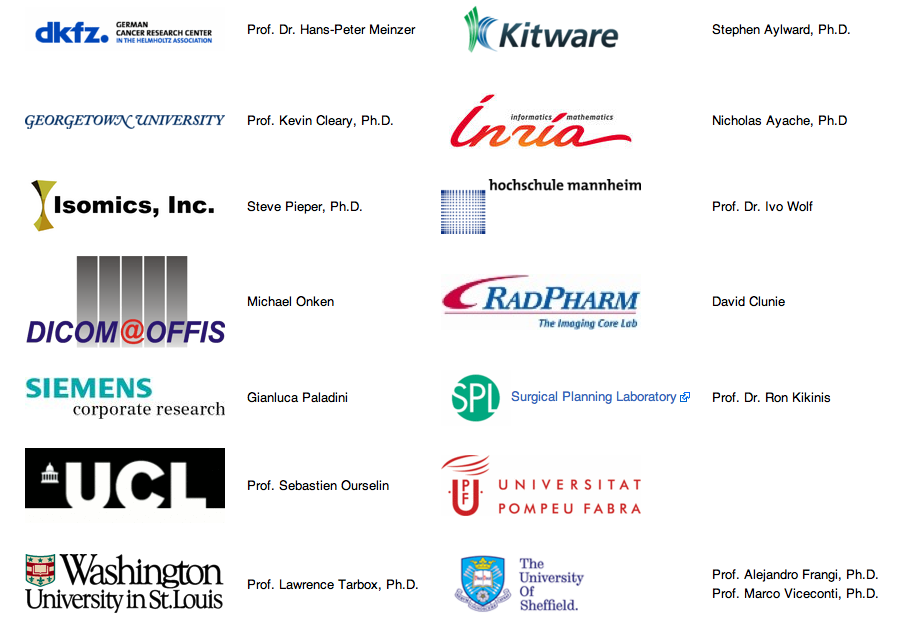 dkfz.
GERMAN
CANCER RESEARCH CENTER
IN THE HELMHOLTZ ASSOCIATION
Prof. Dr. Hans-Peter Meinzer
Kitware
Stephen Aylward, Ph.D.
GEORGETOWN UNIVERSITY
Prof. Kevin Cleary, Ph.D.
informatics mathematics
Inría
Nicholas Ayache, Ph.D
Isomics, Inc.
Steve Pieper, Ph.D.
hochschule mannheim
Prof. Dr. Ivo Wolf
DICOM@OFFIS
Michael Onken
RADPHARM
The Imaging Core Lab
David Clunie
SIEMENS
corporate research
Gianluca Paladini
SPL
Surgical Planning Laboratory
Prof. Dr. Ron Kikinis
UCL
Prof. Sebastien Ourselin
UPF
UNIVERSITAT
POMPEU FABRA
Washington
University in St. Louis
Prof. Lawrence Tarbox, Ph.D.
The
University
Of
Sheffield.
Prof. Alejandro Frangi, Ph.D.
Prof. Marco Viceconti, Ph.D.